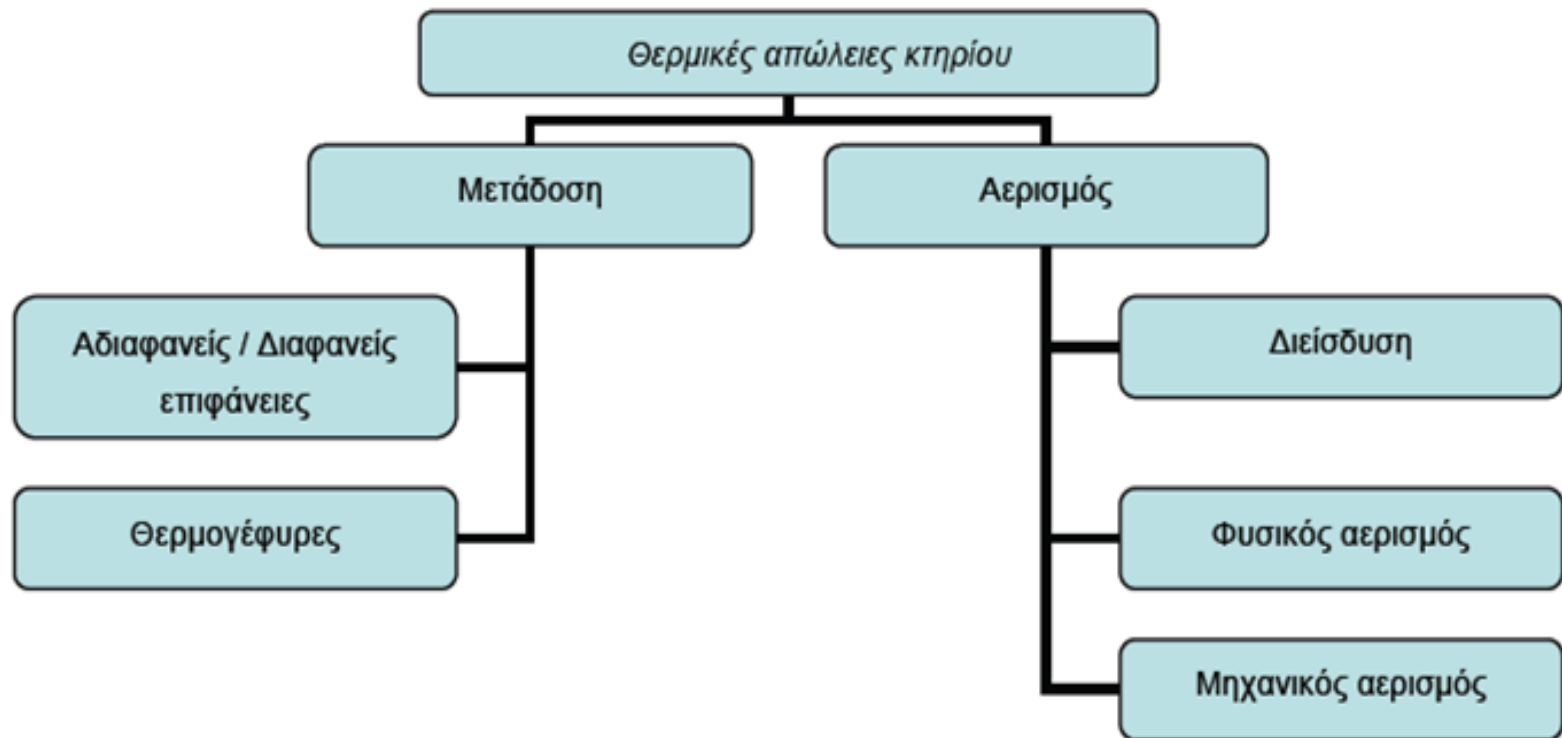 Θερμικές απώλειες κτηρίου
Μετάδοση
Αερισμός
Αδιαφανείς / Διαφανείς
επιφάνειες
Θερμογέφυρες
Διείσδυση
Φυσικός αερισμός
Μηχανικός αερισμός